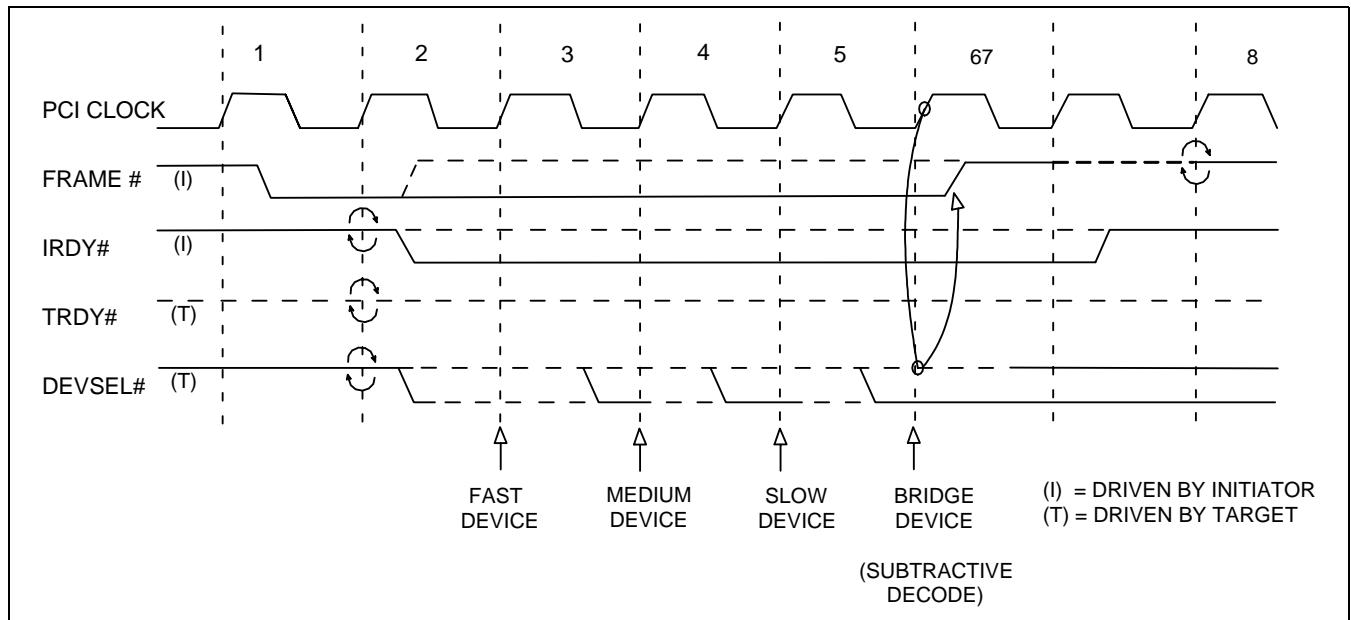 1 2 3 4 5 67 8
PCI CLOCK
FRAME # (I)
IRDY# (I)
TRDY# (T)
DEVSEL# (T)
FAST
DEVICE
MEDIUM
DEVICE
SLOW
DEVICE
BRIDGE
DEVICE
(SUBTRACTIVE
DECODE)
(I) = DRIVEN BY INITIATOR
(T) = DRIVEN BY TARGET